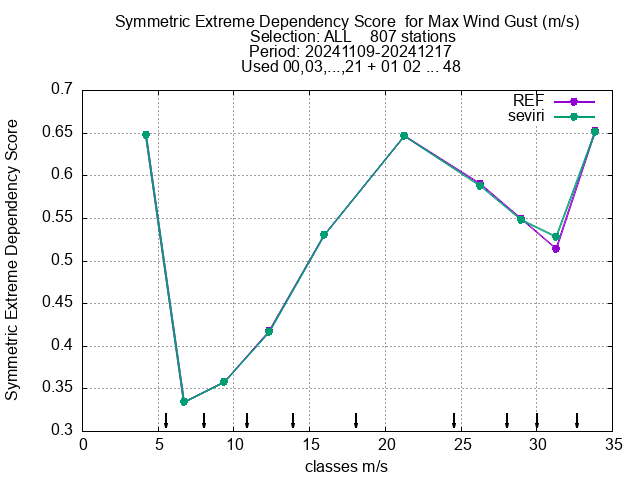 Symmetric Extreme Dependency Score  for Max Wind Gust (m/s)
Selection: ALL    807 stations
Period: 20241109-20241217
Used 00,03,...,21 + 01 02 ... 48
REF
seviri
Symmetric Extreme Dependency Score
0.7
0.65
0.6
0.55
0.5
0.45
0.4
0.35
0.3
0 5 10 15 20 25 30 35
classes m/s